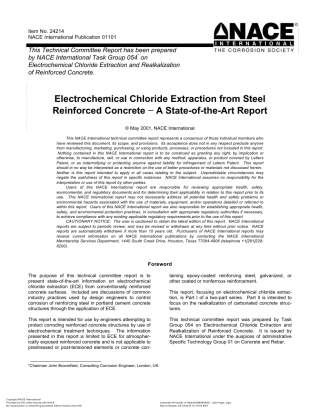 Item No. 24214
NACE International Publication 01101
This Technical Committee Report has been prepared
by NACE International Task Group 054 on
Electrochemical Chloride Extraction and Realkalization
of Reinforced Concrete.
NACE
INTERNATIONAL
THE CORROSION SOCIETY
Electrochemical Chloride Extraction from Steel
Reinforced Concrete − A State-of-the-Art Report
© May 2001, NACE International
This NACE International technical committee report represents a consensus of those individual members who
have reviewed this document, its scope, and provisions. Its acceptance does not in any respect preclude anyone
from manufacturing, marketing, purchasing, or using products, processes, or procedures not included in this report.
Nothing contained in this NACE International report is to be construed as granting any right, by implication or
otherwise, to manufacture, sell, or use in connection with any method, apparatus, or product covered by Letters
Patent, or as indemnifying or protecting anyone against liability for infringement of Letters Patent. This report
should in no way be interpreted as a restriction on the use of better procedures or materials not discussed herein.
Neither is this report intended to apply in all cases relating to the subject. Unpredictable circumstances may
negate the usefulness of this report in specific instances. NACE International assumes no responsibility for the
interpretation or use of this report by other parties.
Users of this NACE International report are responsible for reviewing appropriate health, safety,
environmental, and regulatory documents and for determining their applicability in relation to this report prior to its
use. This NACE International report may not necessarily address all potential health and safety problems or
environmental hazards associated with the use of materials, equipment, and/or operations detailed or referred to
within this report. Users of this NACE International report are also responsible for establishing appropriate health,
safety, and environmental protection practices, in consultation with appropriate regulatory authorities if necessary,
to achieve compliance with any existing applicable regulatory requirements prior to the use of this report.
CAUTIONARY NOTICE: The user is cautioned to obtain the latest edition of this report. NACE International
reports are subject to periodic review, and may be revised or withdrawn at any time without prior notice. NACE
reports are automatically withdrawn if more than 10 years old. Purchasers of NACE International reports may
receive current information on all NACE International publications by contacting the NACE International
Membership Services Department, 1440 South Creek Drive, Houston, Texas 77084-4906 (telephone +1[281]228-
6200).
Foreword
The purpose of this technical committee report is to
present state-of-the-art information on electrochemical
chloride extraction (ECE) from conventionally reinforced
concrete surfaces. Included are discussions of common
industry practices used by design engineers to control
corrosion of reinforcing steel in portland cement concrete
structures through the application of ECE.
This report is intended for use by engineers attempting to
protect corroding reinforced concrete structures by use of
electrochemical treatment techniques. The information
presented in this report is limited to ECE for atmospher-
ically exposed reinforced concrete and is not applicable to
prestressed or posttensioned elements or concrete con-
taining epoxy-coated reinforcing steel, galvanized, or
other coated or nonferrous reinforcement.
This report, focusing on electrochemical chloride extrac-
tion, is Part 1 of a two-part series. Part II is intended to
focus on the realkalization of carbonated concrete struc-
tures.
This technical committee report was prepared by Task
Group 054 on Electrochemical Chloride Extraction and
Realkalization of Reinforced Concrete. It is issued by
NACE International under the auspices of administrative
Specific Technology Group 01 on Concrete and Rebar.
Chairman John Broomfield, Consulting Corrosion Engineer, London, UK
Copyright NACE International